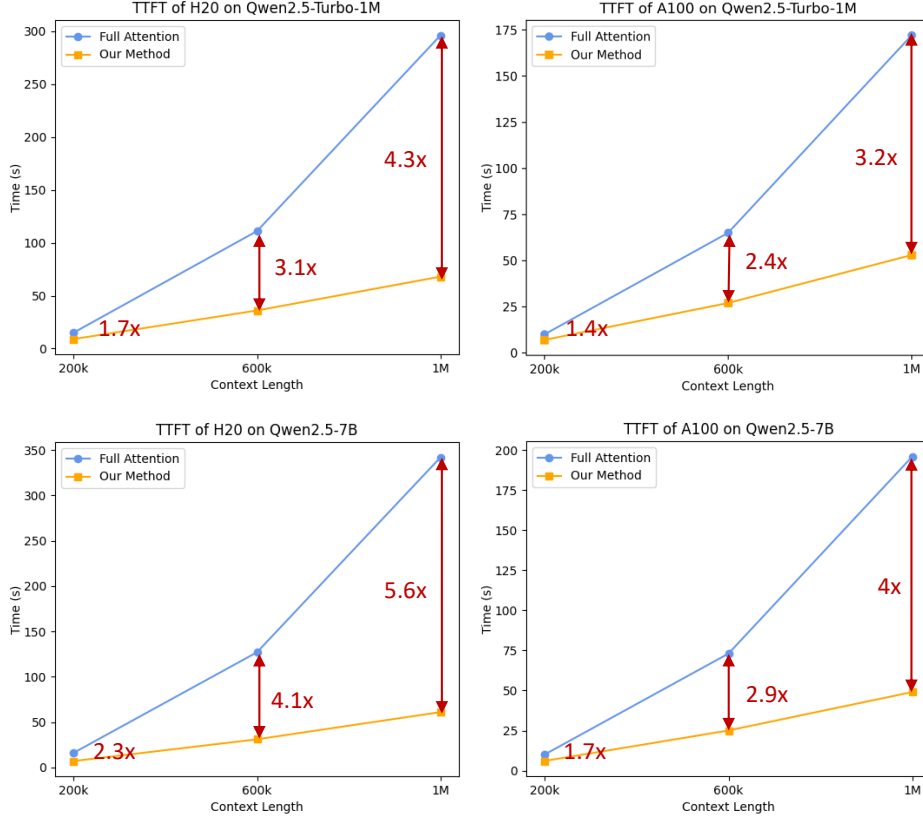 TTFT of H20 on Qwen2.5-Turbo-1M
Full Attention
Our Method
300
250
200
150
100
50
0
Time (s)
4.3x
3.1x
1.7x
200k
600k
1M
Context Length
TTFT of A100 on Qwen2.5-Turbo-1M
Full Attention
Our Method
175
150
125
100
75
50
25
0
Time (s)
3.2x
2.4x
1.4x
200k
600k
1M
Context Length
TTFT of H20 on Qwen2.5-7B
Full Attention
Our Method
350
300
250
200
150
100
50
0
Time (s)
5.6x
4.1x
2.3x
200k
600k
1M
Context Length
TTFT of A100 on Qwen2.5-7B
Full Attention
Our Method
200
175
150
125
100
75
50
25
0
Time (s)
4x
2.9x
1.7x
200k
600k
1M
Context Length